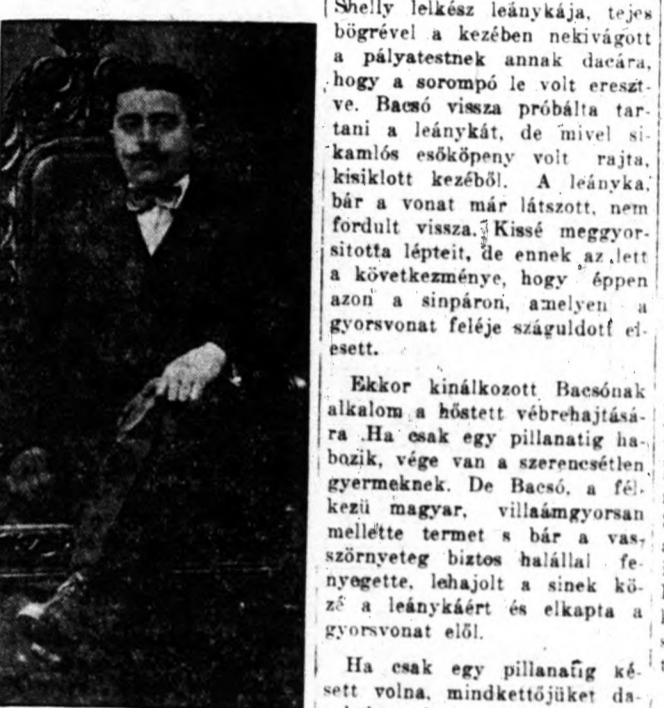 Shelly lelkész leánykája, tejes
bögrével a kezében nekivágott
a pályatestnek annak dacára,
hogy a sorompó le volt ereszt-
ve. Bacsó vissza próbálta tar-
tani a leánykát, de mivel si-
kamlós esőköpeny volt rajta,
kisiklott kezéből. A leányka,
bár a vonat már látszott, nem
fordult vissza. Kissé meggyor-
sitotta lépteit, de ennek az lett
a következménye, hogy éppen
azon a sinpáron, amelyen a
gyorsvonat feléje száguldott el-
esett.
Ekkor kinálkozott Bacsónak
alkalom a hőstett vébrehajtásá-
ra .Ha csak egy pillanatig ha-
bozik, vége van a szerencsétlen
gyermeknek. De Bacsó, a fél-
kezü magyar, villaámgyorsan
mellette termet s bár a vas-
szörnyeteg biztos halállal fe-
nyegette, lehajolt a sinek kö-
zé a leánykáért és elkapta a
gyorsvonat elől.
Ha csak egy pillanatig ké-
sett volna, mindkettőjüket da-